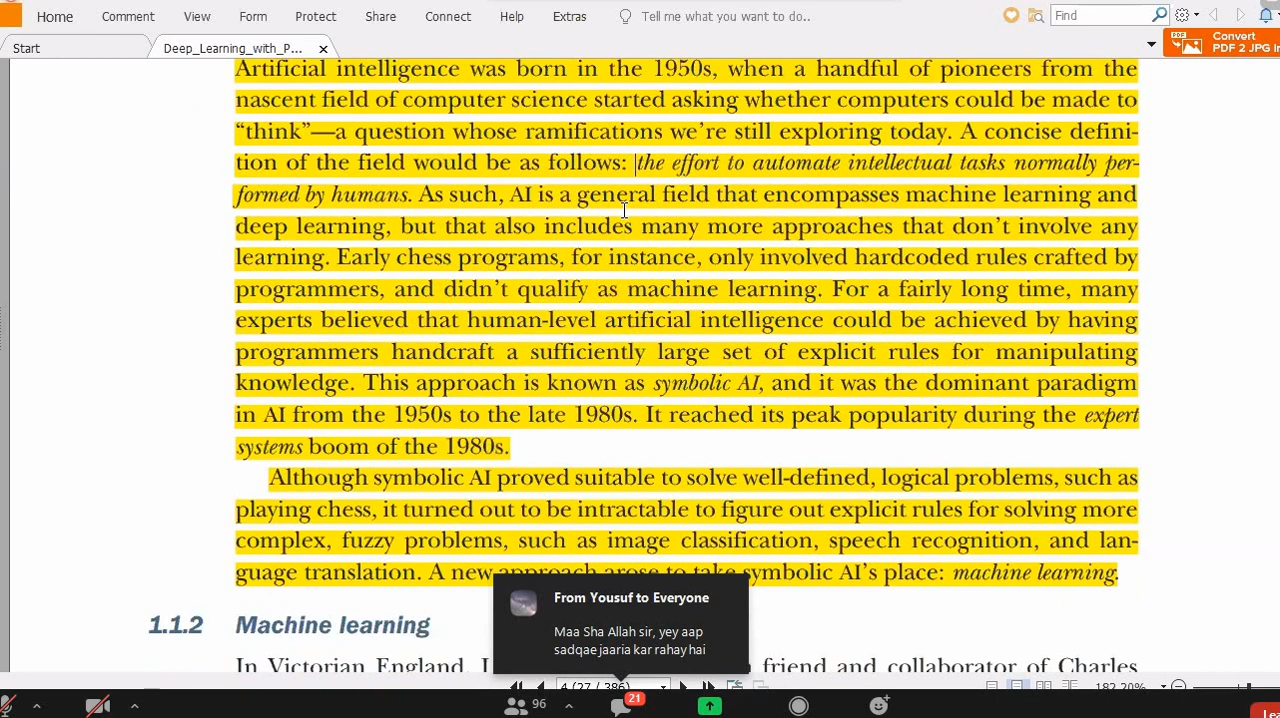 Home Comment View Form Protect Share Connect Help Extras Tell me what you want to do.. Find
Start Deep_Learning_with_P... x Convert
PDF 2 JPG In
Artificial intelligence was born in the 1950s, when a handful of pioneers from the
nascent field of computer science started asking whether computers could be made to
“think”—a question whose ramifications we’re still exploring today. A concise defini-
tion of the field would be as follows: the effort to automate intellectual tasks normally per-
formed by humans. As such, AI is a general field that encompasses machine learning and
deep learning, but that also includes many more approaches that don’t involve any
learning. Early chess programs, for instance, only involved hardcoded rules crafted by
programmers, and didn’t qualify as machine learning. For a fairly long time, many
experts believed that human-level artificial intelligence could be achieved by having
programmers handcraft a sufficiently large set of explicit rules for manipulating
knowledge. This approach is known as symbolic AI, and it was the dominant paradigm
in AI from the 1950s to the late 1980s. It reached its peak popularity during the expert
systems boom of the 1980s.
Although symbolic AI proved suitable to solve well-defined, logical problems, such as
playing chess, it turned out to be intractable to figure out explicit rules for solving more
complex, fuzzy problems, such as image classification, speech recognition, and lan-
guage translation. A new approach arose to take symbolic AI’s place: machine learning.
From Yousuf to Everyone
Maa Sha Allah sir, yey aap
sadqae jaaria kar rahay hai
1.1.2 Machine learning
In Victorian England, friend and collaborator of Charles
4 (27 / 386) 182.20%
96 21 Lea